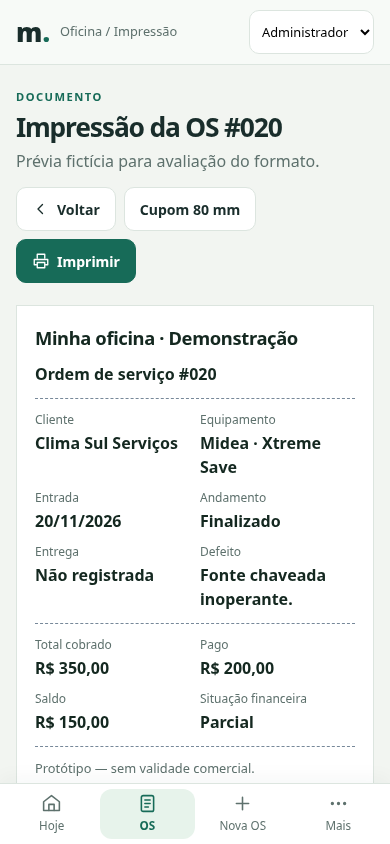 m. Oficina / Impressão Administrador
DOCUMENTO
Impressão da OS #020
Prévia fictícia para avaliação do formato.
Voltar Cupom 80 mm
Imprimir
Minha oficina · Demonstração
Ordem de serviço #020
Cliente Equipamento
Clima Sul Serviços Midea · Xtreme
Save
Entrada Andamento
20/11/2026 Finalizado
Entrega Defeito
Não registrada Fonte chaveada
inoperante.
Total cobrado Pago
R$ 350,00 R$ 200,00
Saldo Situação financeira
R$ 150,00 Parcial
Protótipo — sem validade comercial.
Hoje OS Nova OS Mais